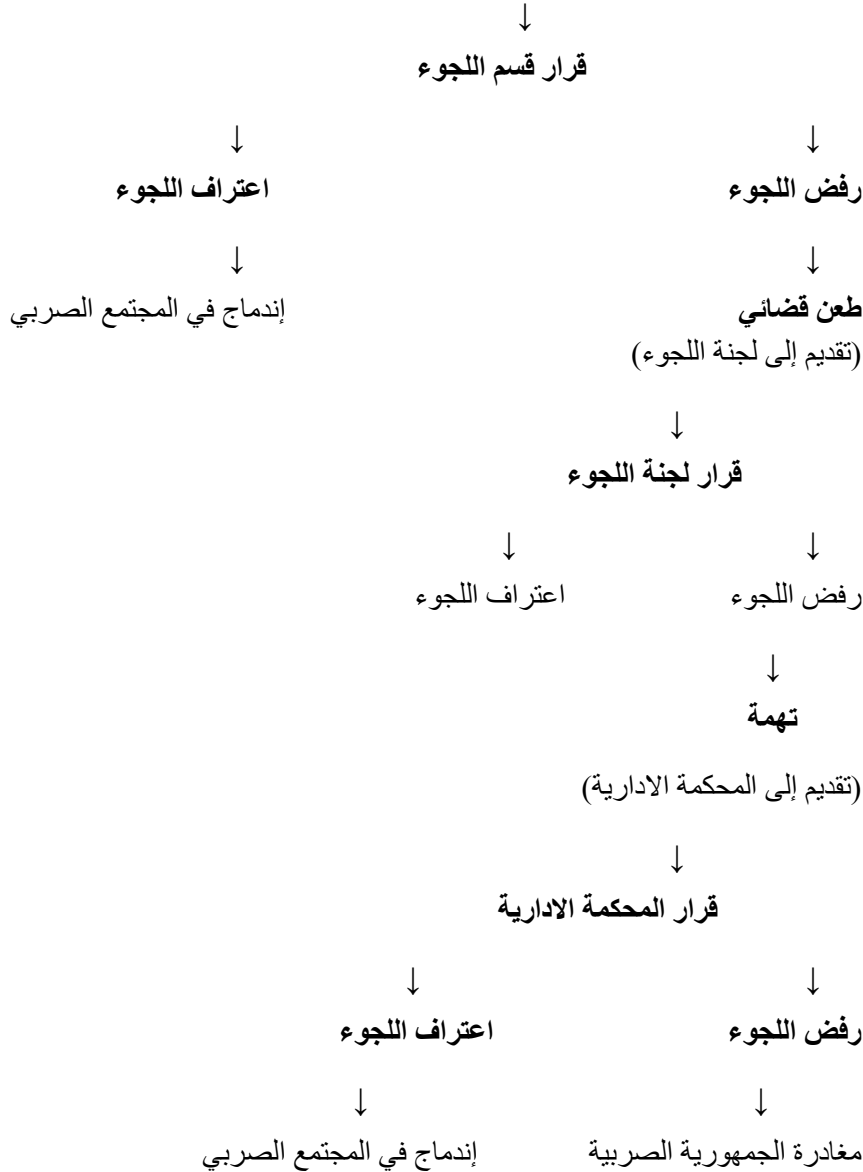 ↓
قرار قسم اللجوء
↓ ↓
رفض اللجوء اعتراف اللجوء
↓ ↓
طعن قضائي إندماج في المجتمع الصربي
(تقديم إلى لجنة اللجوء)
↓
قرار لجنة اللجوء
↓ ↓
رفض اللجوء اعتراف اللجوء
↓
تهمة
(تقديم إلى المحكمة الادارية)
↓
قرار المحكمة الادارية
↓ ↓
رفض اللجوء اعتراف اللجوء
↓ ↓
مغادرة الجمهورية الصربية إندماج في المجتمع الصربي